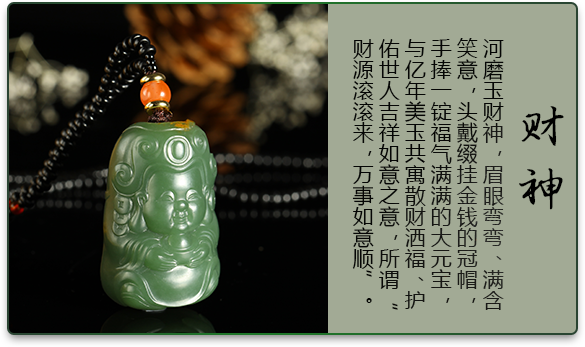 财神
河磨玉财神，眉眼弯弯、满含
笑意，头戴缀挂金钱的冠帽，
手捧一锭福气满满的大元宝，
与亿年美玉共寓散财洒福、护
佑世人吉祥如意之意，所谓“
财源滚滚来，万事如意顺”。